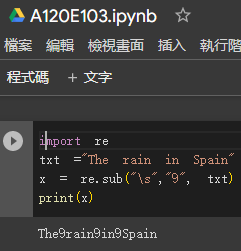 A120E103.ipynb
檔案 編輯 檢視畫面 插入 執行階
程式碼 + 文字
import re
txt ="The rain in Spain"
x = re.sub("\s","9", txt)
print(x)
The9rain9in9Spain